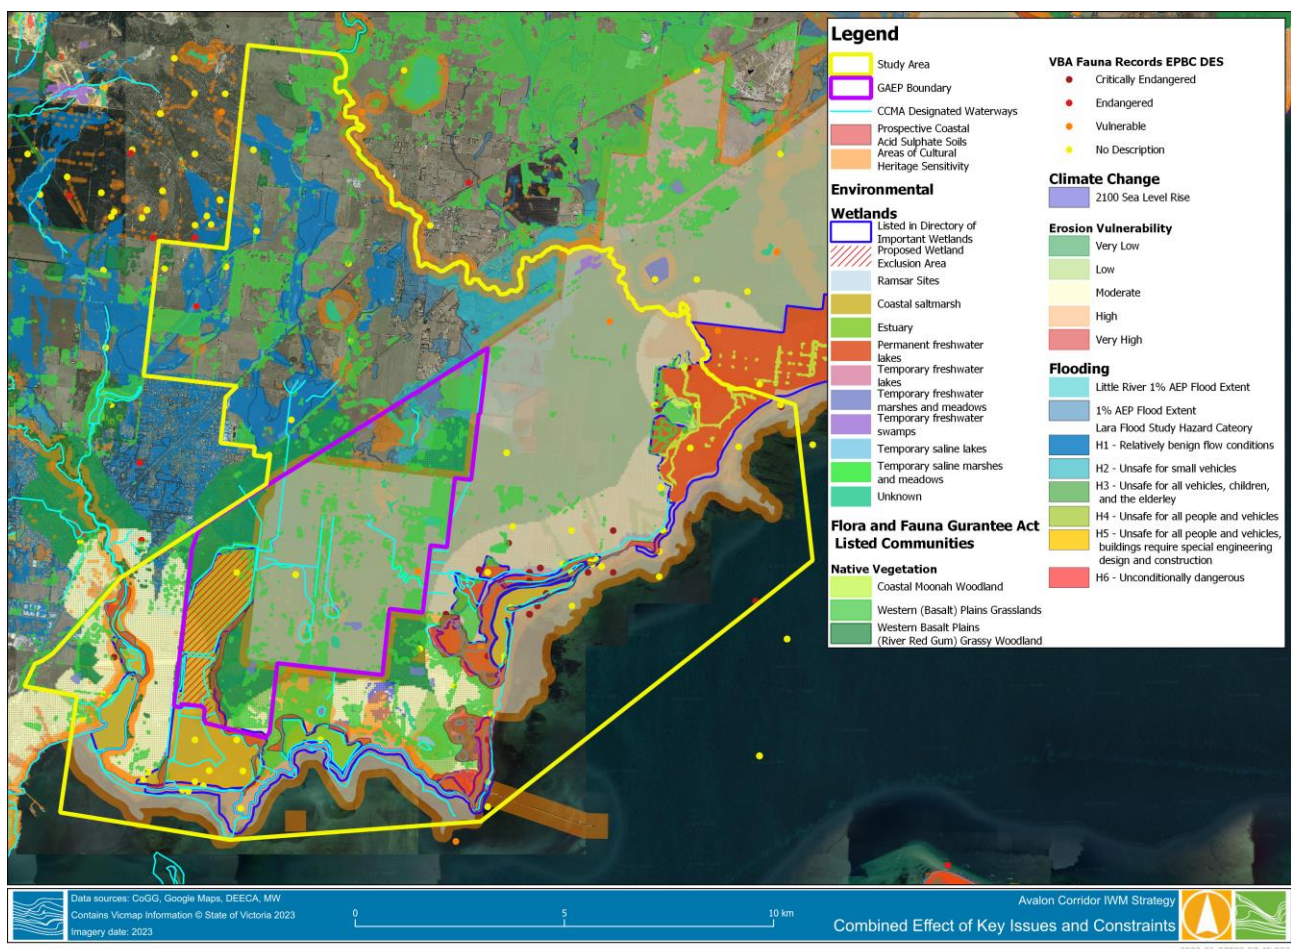 Legend
Study Area
GAEP Boundary
CCMA Designated Waterways
Prospective Coastal
Acid Sulphate Soils
Areas of Cultural
Heritage Sensitivity
Environmental
Wetlands
Listed in Directory of
Important Wetlands
Proposed Wetland
Exclusion Area
Ramsar Sites
Coastal saltmarsh
Estuary
Permanent freshwater
lakes
Temporary freshwater
lakes
Temporary freshwater
marshes and meadows
Temporary freshwater
swamps
Temporary saline lakes
Temporary saline marshes
and meadows
Unknown
Flora and Fauna Gurantee Act
Listed Communities
Native Vegetation
Coastal Moonah Woodland
Western (Basalt) Plains Grasslands
Western Basalt Plains
(River Red Gum) Grassy Woodland
VBA Fauna Records EPBC DES
Critically Endangered
Endangered
Vulnerable
No Description
Climate Change
2100 Sea Level Rise
Erosion Vulnerability
Very Low
Low
Moderate
High
Very High
Flooding
Little River 1% AEP Flood Extent
1% AEP Flood Extent
Lara Flood Study Hazard Cateory
H1 - Relatively benign flow conditions
H2 - Unsafe for small vehicles
H3 - Unsafe for all vehicles, children,
and the elderley
H4 - Unsafe for all people and vehicles
H5 - Unsafe for all people and vehicles,
buildings require special engineering
design and construction
H6 - Unconditionally dangerous
Data sources: CoGG, Google Maps, DEECA, MW
Contains Vicmap Information © State of Victoria 2023
Imagery date: 2023
0 5 10 km
Avalon Corridor IWM Strategy
Combined Effect of Key Issues and Constraints